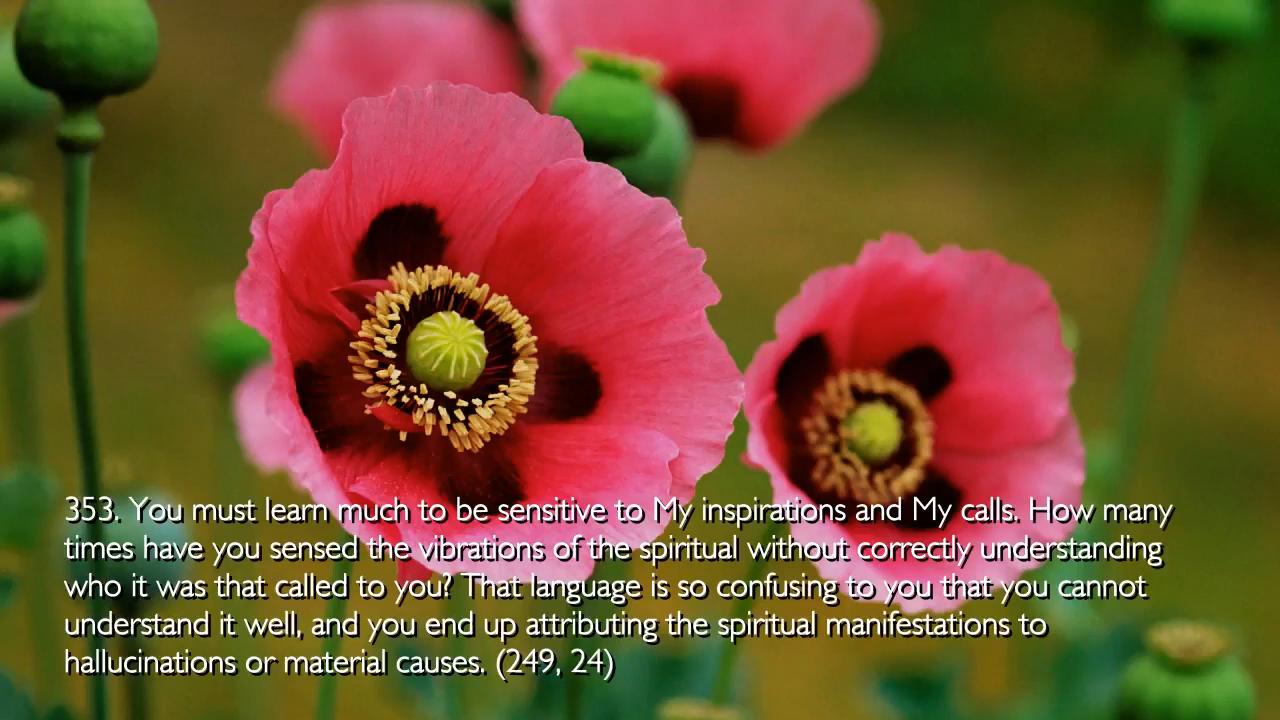 353. You must learn much to be sensitive to My inspirations and My calls. How many
times have you sensed the vibrations of the spiritual without correctly understanding
who it was that called to you? That language is so confusing to you that you cannot
understand it well, and you end up attributing the spiritual manifestations to
hallucinations or material causes. (249, 24)